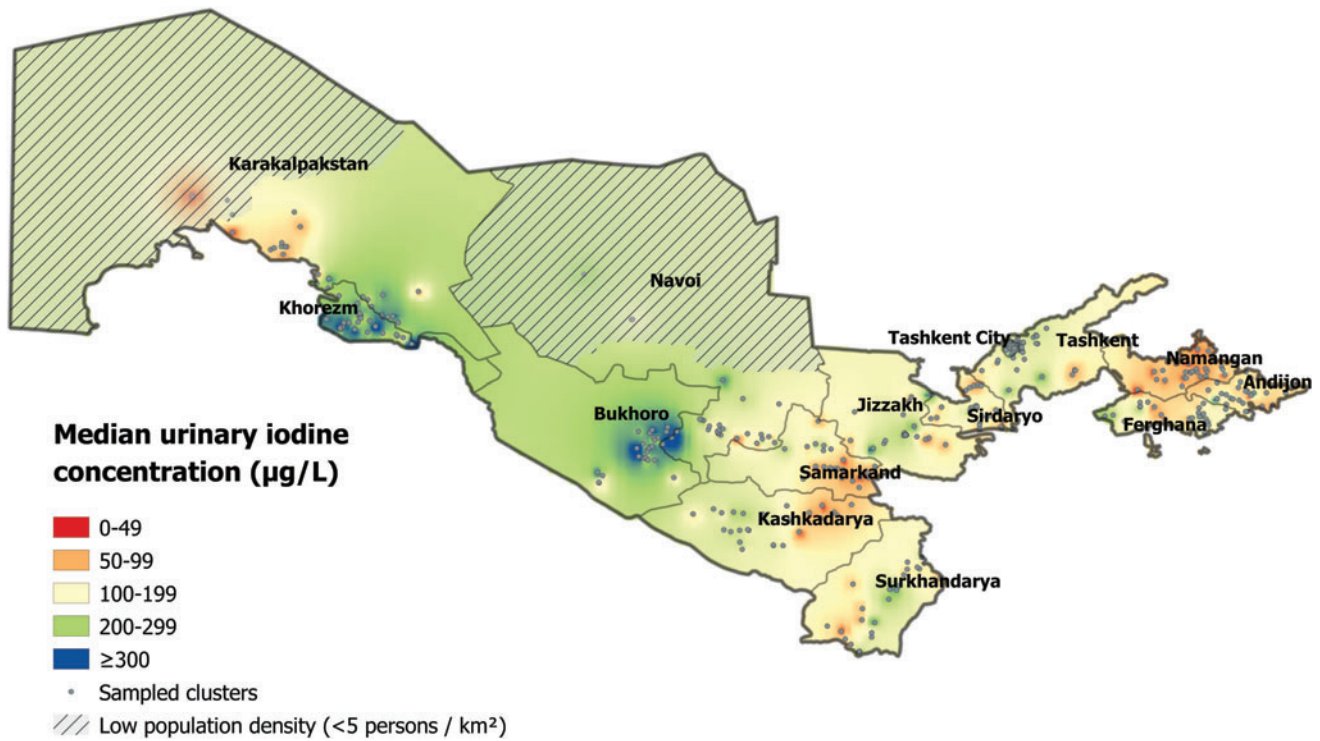 Karakalpakstan
Navoi
Khorezm
Tashkent City
Tashkent
Namangan
Andijon
Bukhoro
Jizzakh
Sirdaryo
Ferghana
Samarkand
Kashkadarya
Surkhandarya
Median urinary iodine
concentration (µg/L)
0-49
50-99
100-199
200-299
≥300
Sampled clusters
Low population density (<5 persons / km²)